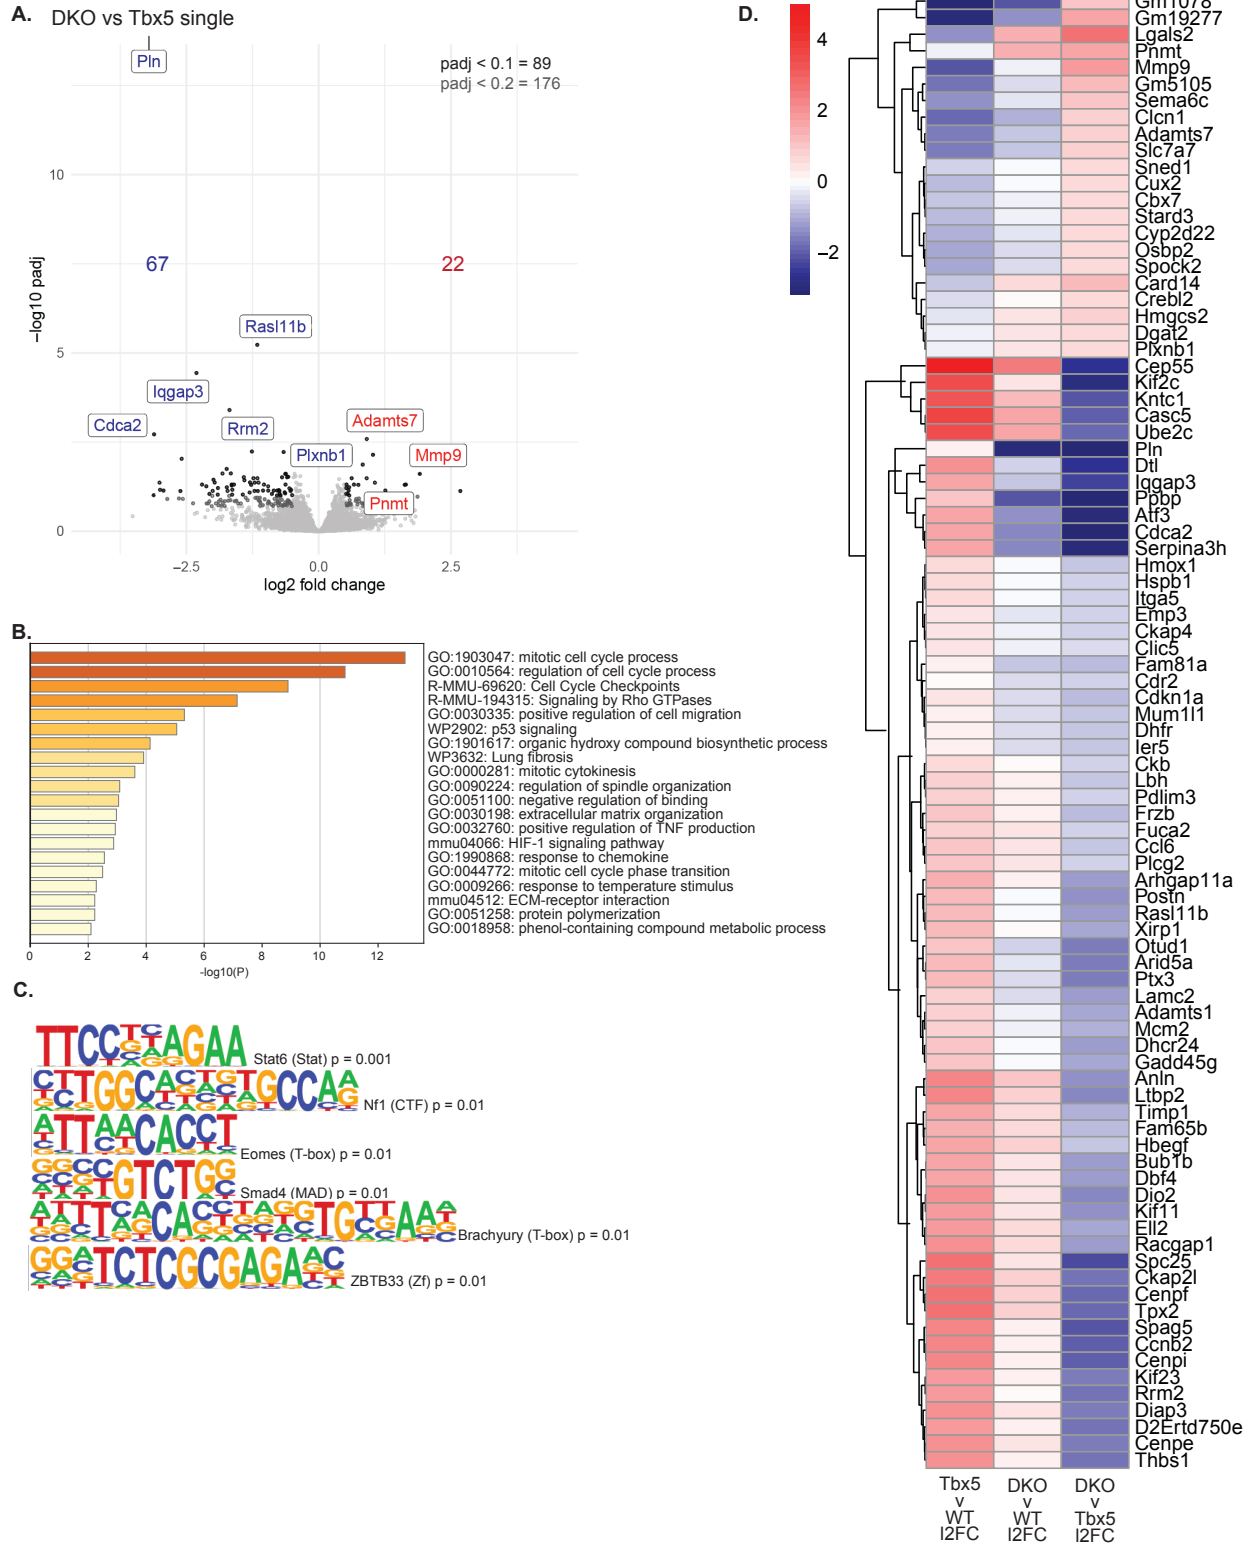 A. DKO vs Tbx5 single
Pln
padj < 0.1 = 89
padj < 0.2 = 176
10
67
22
−log10 padj
Rasl11b
5
Iqgap3
Cdca2
Rrm2
Adamts7
Plxnb1
Mmp9
Pnmt
0
−2.5
0.0
2.5
log2 fold change
B.
GO:1903047: mitotic cell cycle process
GO:0010564: regulation of cell cycle process
R-MMU-69620: Cell Cycle Checkpoints
R-MMU-194315: Signaling by Rho GTPases
GO:0030335: positive regulation of cell migration
WP2902: p53 signaling
GO:1901617: organic hydroxy compound biosynthetic process
WP3632: Lung fibrosis
GO:0000281: mitotic cytokinesis
GO:0090224: regulation of spindle organization
GO:0051100: negative regulation of binding
GO:0030198: extracellular matrix organization
GO:0032760: positive regulation of TNF production
mmu04066: HIF-1 signaling pathway
GO:1990868: response to chemokine
GO:0044772: mitotic cell cycle phase transition
GO:0009266: response to temperature stimulus
mmu04512: ECM-receptor interaction
GO:0051258: protein polymerization
GO:0018958: phenol-containing compound metabolic process
0 2 4 6 8 10 12
-log10(P)
C.
Stat6 (Stat) p = 0.001
Nf1 (CTF) p = 0.01
Eomes (T-box) p = 0.01
Smad4 (MAD) p = 0.01
Brachyury (T-box) p = 0.01
ZBTB33 (Zf) p = 0.01
D.
4
2
0
−2
Gm1078
Gm19277
Lgals2
Pnmt
Mmp9
Gm5105
Sema6c
Clcn1
Adamts7
Slc7a7
Sned1
Cux2
Cbx7
Stard3
Cyp2d22
Osbp2
Spock2
Card14
Crebl2
Hmgcs2
Dgat2
Plxnb1
Cep55
Kif2c
Kntc1
Casc5
Ube2c
Pln
Dtl
Iqgap3
Ppbp
Atf3
Cdca2
Serpina3h
Hmox1
Hspb1
Itga5
Emp3
Ckap4
Clic5
Fam81a
Cdr2
Cdkn1a
Mum1l1
Dhfr
Ier5
Ckb
Lbh
Pdlim3
Frzb
Fuca2
Ccl6
Plcg2
Arhgap11a
Postn
Rasl11b
Xirp1
Otud1
Arid5a
Ptx3
Lamc2
Adamts1
Mcm2
Dhcr24
Gadd45g
Anln
Ltbp2
Timp1
Fam65b
Hbegf
Bub1b
Dbf4
Dio2
Kif11
Ell2
Racgap1
Spc25
Ckap2l
Cenpf
Tpx2
Spag5
Ccnb2
Cenpi
Kif23
Rrm2
Diap3
D2Ertd750e
Cenpe
Thbs1
Tbx5 DKO DKO
v v v
WT WT Tbx5
l2FC l2FC l2FC